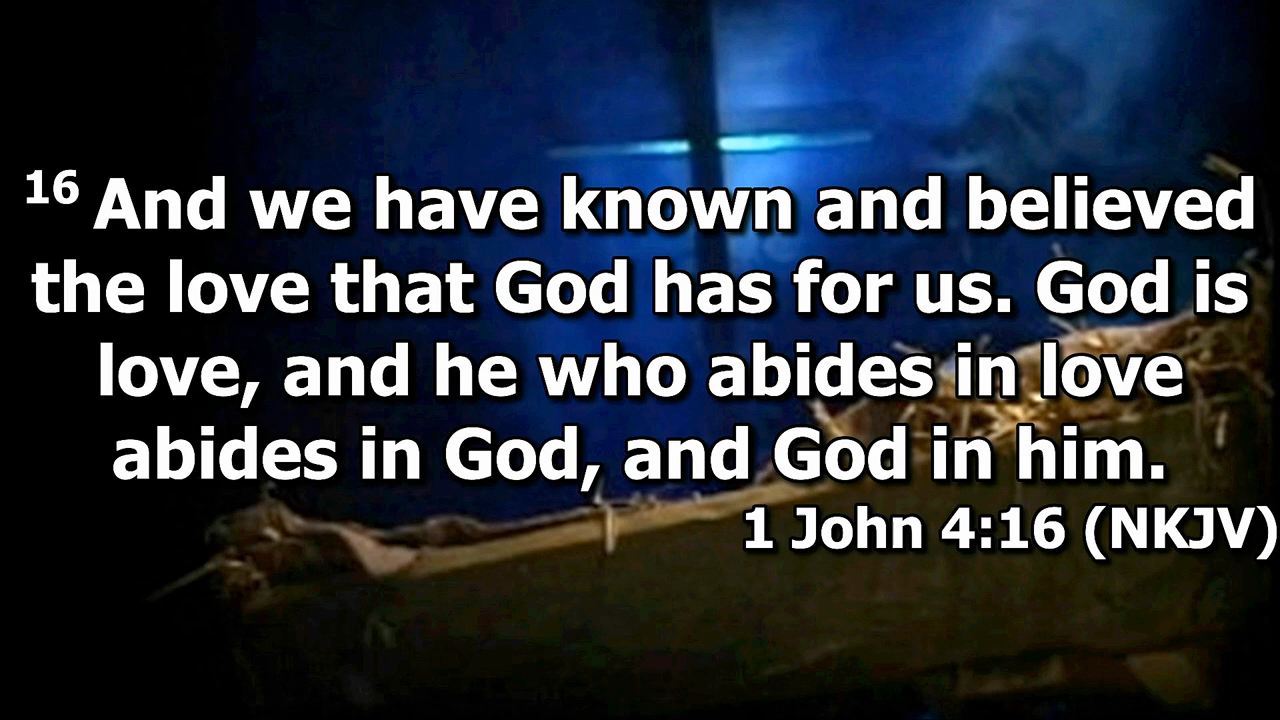 16 And we have known and believed
the love that God has for us. God is
love, and he who abides in love
abides in God, and God in him.
1 John 4:16 (NKJV)